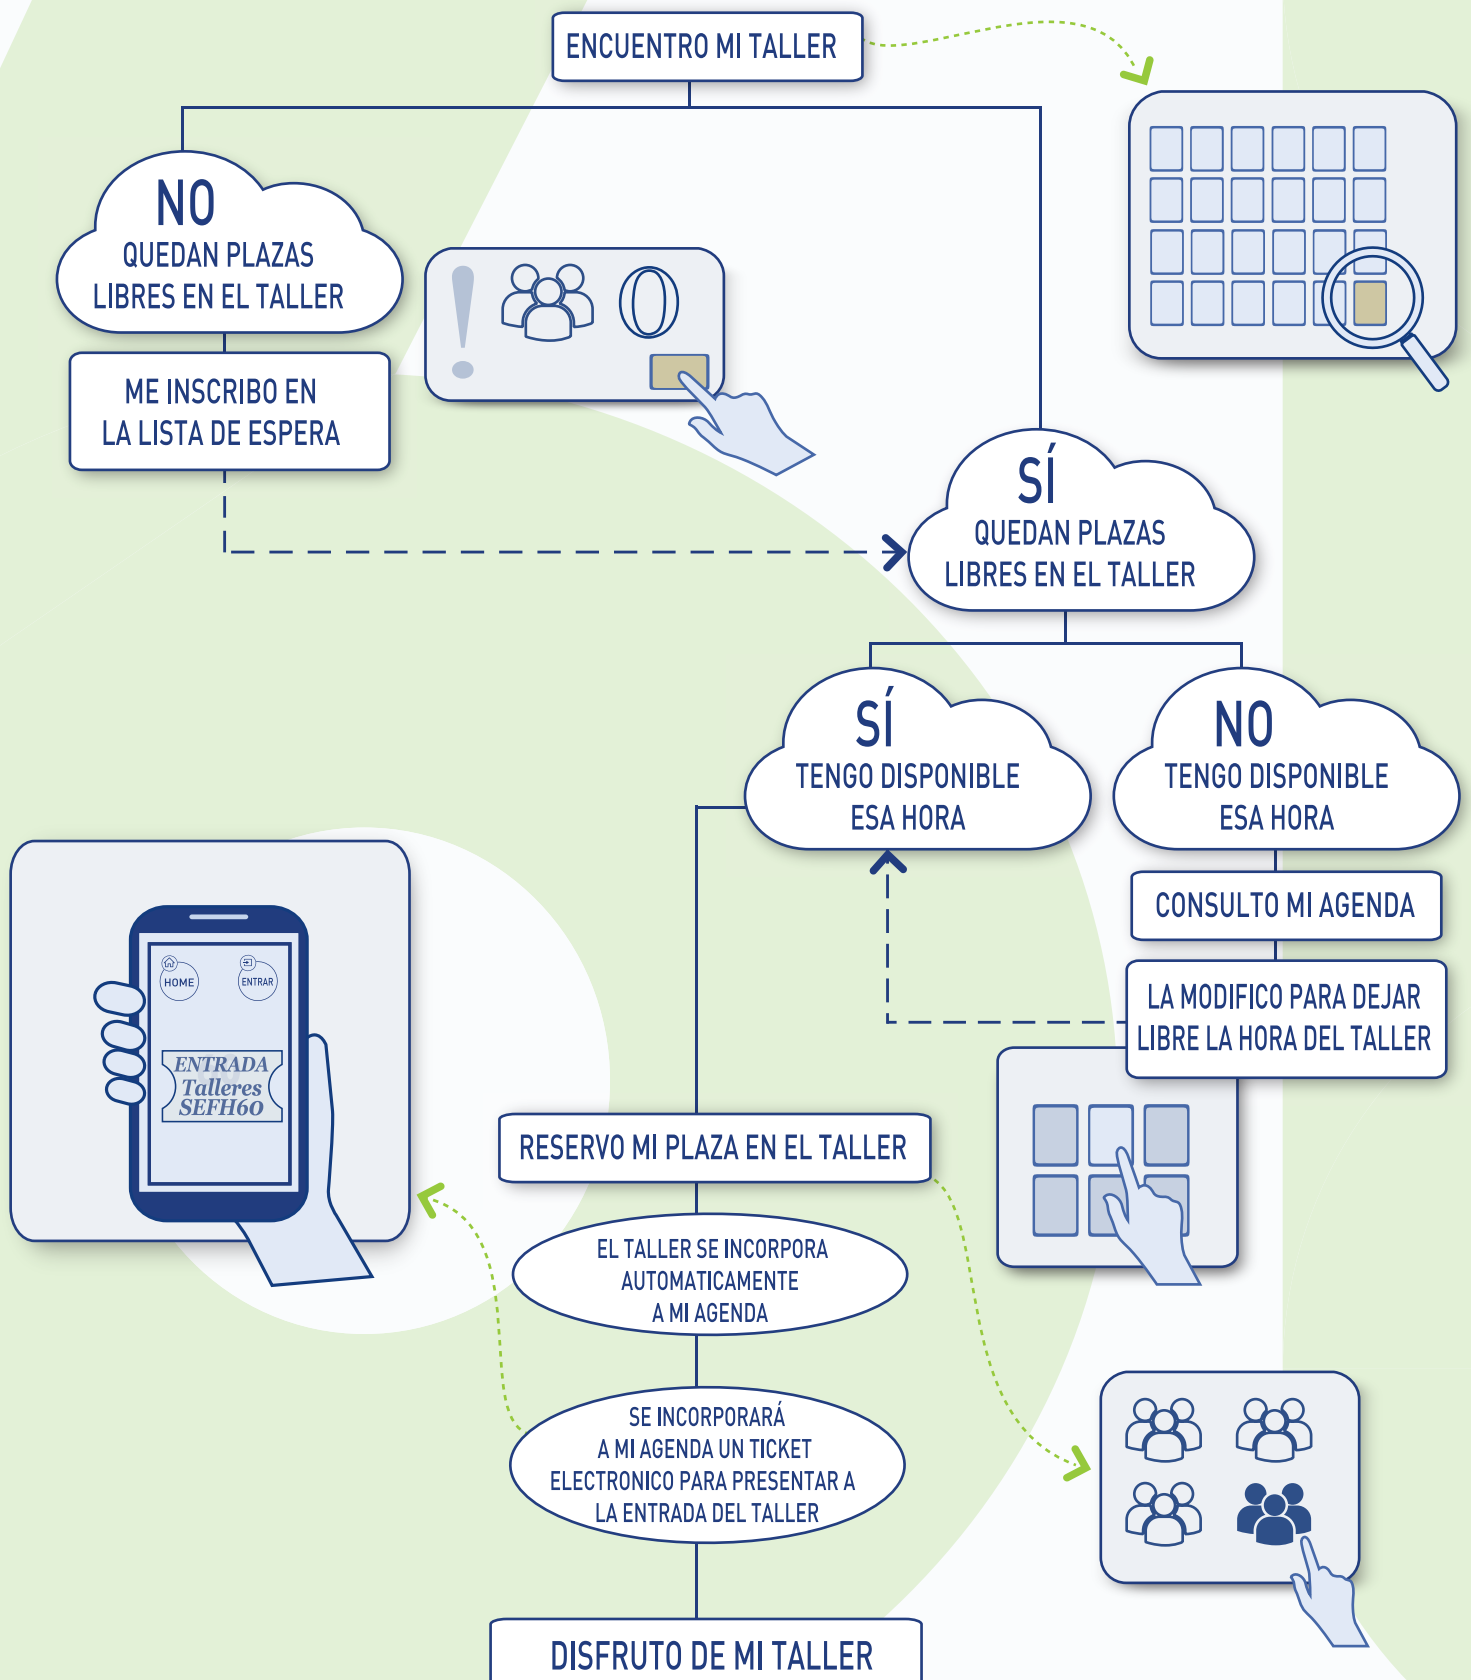 ENCUENTRO MI TALLER
NO
QUEDAN PLAZAS
LIBRES EN EL TALLER
0
ME INSCRIBO EN
LA LISTA DE ESPERA
SÍ
QUEDAN PLAZAS
LIBRES EN EL TALLER
SÍ
TENGO DISPONIBLE
ESA HORA
NO
TENGO DISPONIBLE
ESA HORA
CONSULTO MI AGENDA
LA MODIFICO PARA DEJAR
LIBRE LA HORA DEL TALLER
HOME
ENTRAR
ENTRADA
Talleres
SEFH60
RESERVO MI PLAZA EN EL TALLER
EL TALLER SE INCORPORA
AUTOMATICAMENTE
A MI AGENDA
SE INCORPORARÁ
A MI AGENDA UN TICKET
ELECTRONICO PARA PRESENTAR A
LA ENTRADA DEL TALLER
DISFRUTO DE MI TALLER